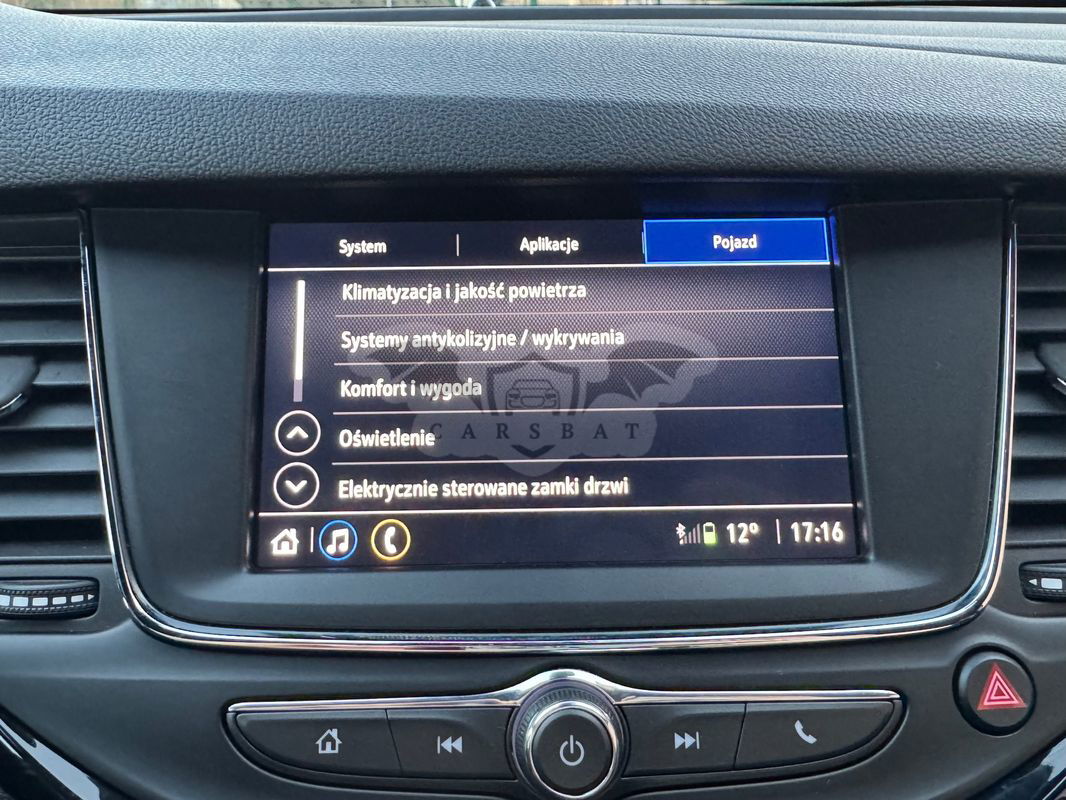 System
Aplikacje
Pojazd
Klimatyzacja i jakość powietrza
Systemy antykolizyjne / wykrywania
Komfort i wygoda
CARSBAT
Oświetlenie
Elektrycznie sterowane zamki drzwi
12°
17:16